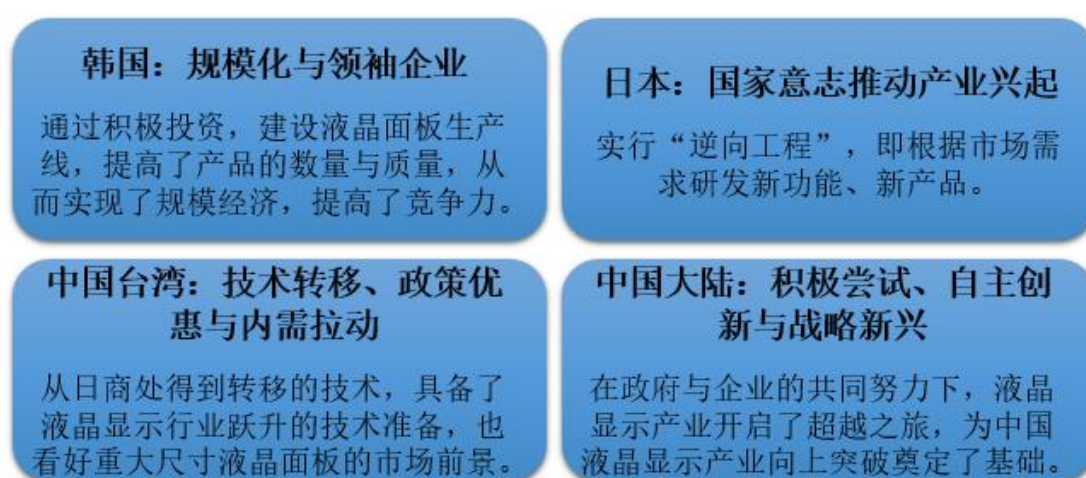 韩国：规模化与领袖企业
通过积极投资，建设液晶面板生产
线，提高了产品的数量与质量，从
而实现了规模经济，提高了竞争力。
日本：国家意志推动产业兴起
实行“逆向工程”，即根据市场需
求研发新功能、新产品。
中国台湾：技术转移、政策优
惠与内需拉动
从日商处得到转移的技术，具备了
液晶显示行业跃升的技术准备，也
看好重大尺寸液晶面板的市场前景。
中国大陆：积极尝试、自主创
新与战略新兴
在政府与企业的共同努力下，液晶
显示产业开启了超越之旅，为中国
液晶显示产业向上突破奠定了基础。